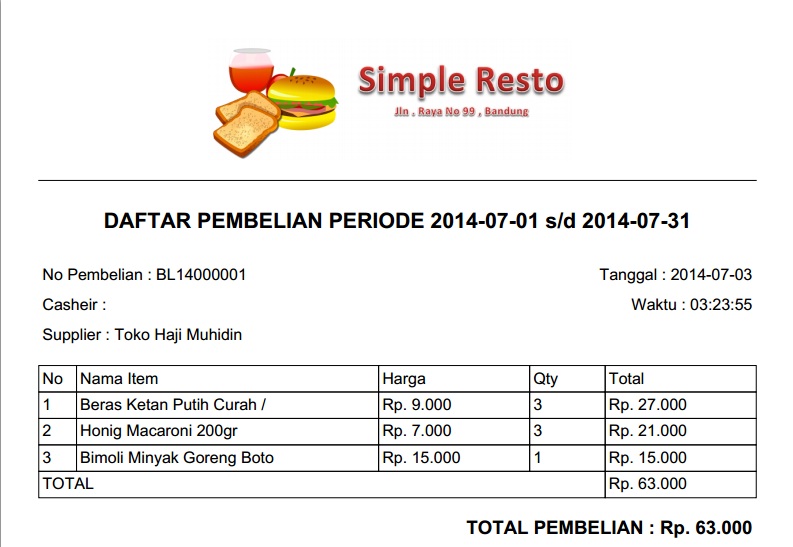 Simple Resto
Jln . Raya No 99 , Bandung
DAFTAR PEMBELIAN PERIODE 2014-07-01 s/d 2014-07-31
No Pembelian : BL14000001 Tanggal : 2014-07-03
Casheir : Waktu : 03:23:55
Supplier : Toko Haji Muhidin
No Nama Item Harga Qty Total
1 Beras Ketan Putih Curah / Rp. 9.000 3 Rp. 27.000
2 Honig Macaroni 200gr Rp. 7.000 3 Rp. 21.000
3 Bimoli Minyak Goreng Boto Rp. 15.000 1 Rp. 15.000
TOTAL Rp. 63.000
TOTAL PEMBELIAN : Rp. 63.000